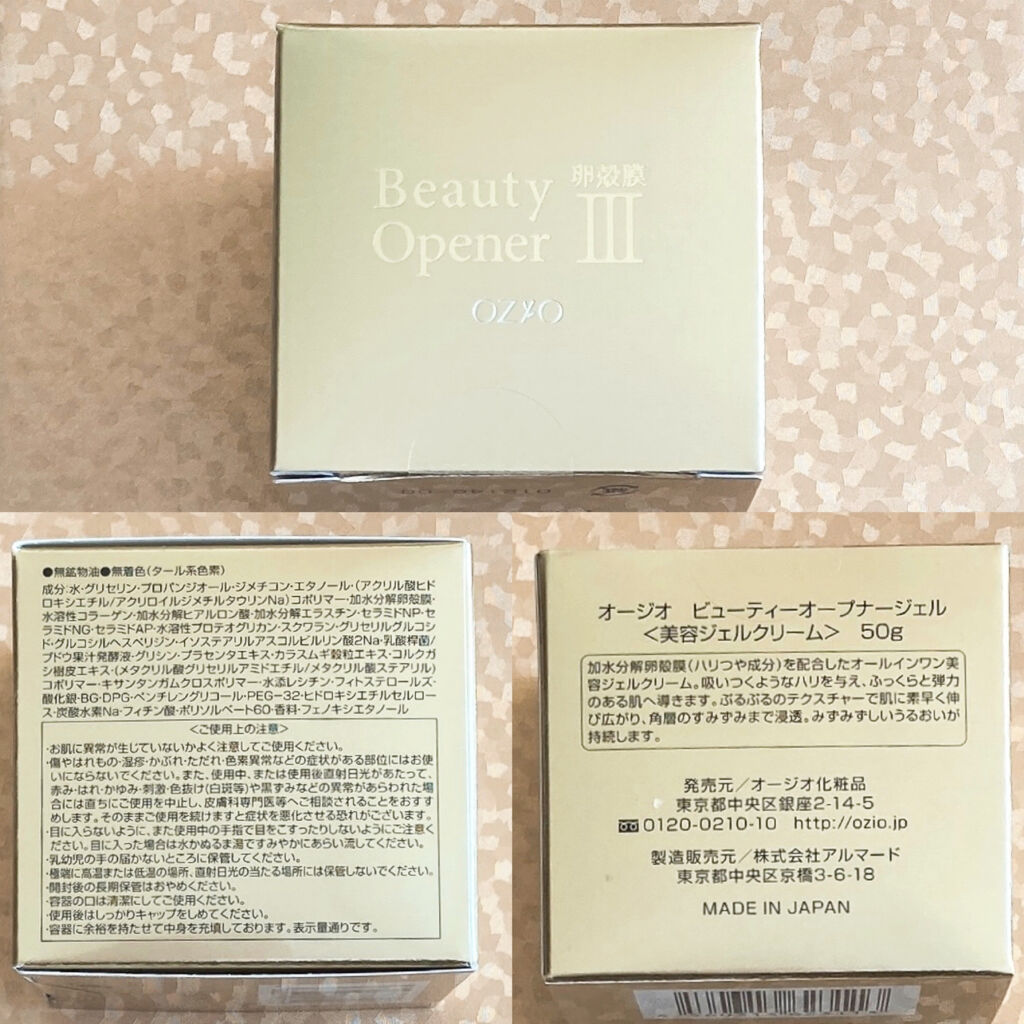 Beauty
Opener
卵殻膜
III
OZIO
●無鉱物油●無着色(タール系色素)
成分:水・グリセリン・プロパンジオール・ジメチコン・エタノール・(アクリル酸ヒド
ロキシエチル/アクリロイルジメチルタウリンNa)コポリマー・加水分解卵殻膜・
水溶性コラーゲン・加水分解ヒアルロン酸・加水分解エラスチン・セラミドNP・セ
ラミドNG・セラミドAP・水溶性プロテオグリカン・スクワラン・グリセリルグルコシ
ド・グルコシルヘスペリジン・イソステアリルアスコルビルリン酸2Na・乳酸桿菌/
ブドウ果汁発酵液・グリシン・プラセンタエキス・カラスムギ穀粒エキス・コルクガ
シ樹皮エキス・(メタクリル酸グリセリルアミドエチル/メタクリル酸ステアリル)
コポリマー・キサンタンガムクロスポリマー・水添レシチン・フィトステロールズ・
酸化銀・BG・DPG・ペンチレングリコール・PEG-32・ヒドロキシエチルセルロー
ス・炭酸水素Na・フィチン酸・ポリソルベート60・香料・フェノキシエタノール
<ご使用上の注意>
・お肌に異常が生じていないかよく注意してご使用ください。
・傷やはれもの・湿疹・かぶれ・ただれ・色素異常などの症状がある部位にはお使
いにならないでください。また、使用中、または使用後直射日光があたって、
赤み・はれ・かゆみ・刺激・色抜け(白斑等)や黒ずみなどの異常があらわれた場
合には直ちにご使用を中止し、皮膚科専門医等へご相談されることをおすす
めします。そのままご使用を続けますと症状を悪化させる恐れがございます。
・目に入らないように、また使用中の手指で目をこすったりしないようにご注意く
ださい。目に入った場合は水かぬるま湯ですみやかにあらい流してください。
・乳幼児の手の届かないところに保管してください。
・極端に高温または低温の場所、直射日光の当たる場所には保管しないでください。
・開封後の長期保管はおやめください。
・容器の口は清潔にしてご使用ください。
・使用後はしっかりキャップをしめてください。
・容器に余裕を持たせて中身を充填しております。表示量通りです。
オージオ ビューティーオープナージェル
<美容ジェルクリーム> 50g
加水分解卵殻膜(ハリつや成分)を配合したオールインワン美
容ジェルクリーム。吸いつくようなハリを与え、ふっくらと弾力
のある肌へ導きます。ぷるぷるのテクスチャーで肌に素早く伸
び広がり、角層のすみずみまで浸透。みずみずしいうるおいが
持続します。
発売元/オージオ化粧品
東京都中央区銀座2-14-5
0120-0210-10 http://ozio.jp
製造販売元/株式会社アルマード
東京都中央区京橋3-6-18
MADE IN JAPAN